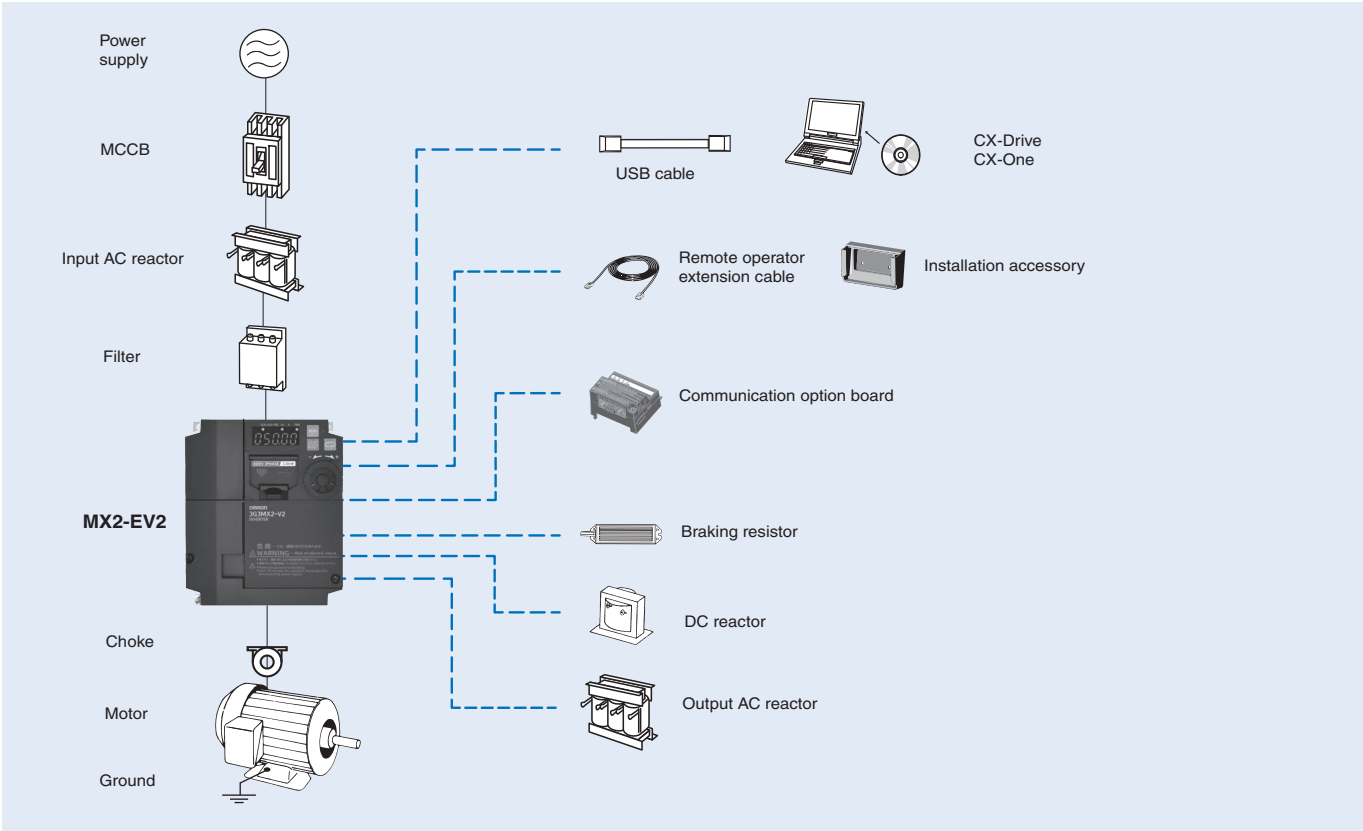 Power
supply
MCCB
Input AC reactor
Filter
MX2-EV2
Choke
Motor
Ground
USB cable
CX-Drive
CX-One
Remote operator
extension cable
Installation accessory
Communication option board
Braking resistor
DC reactor
Output AC reactor
050.00
OMRON
3G3MX2-V2
INVERTER
WARNING